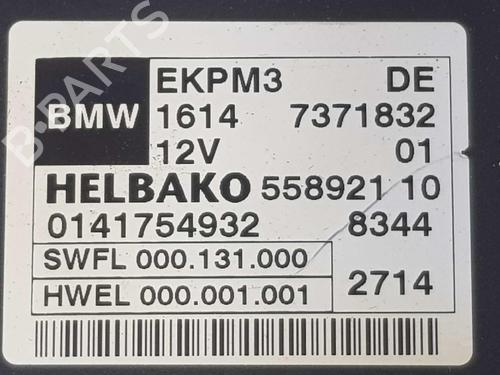 BMW EKPM3 DE
1614 7371832
12V 01
HELBAKO 558921 10
0141754932 8344
SWFL 000.131.000
HWEL 000.001.001 2714
B-PARTS